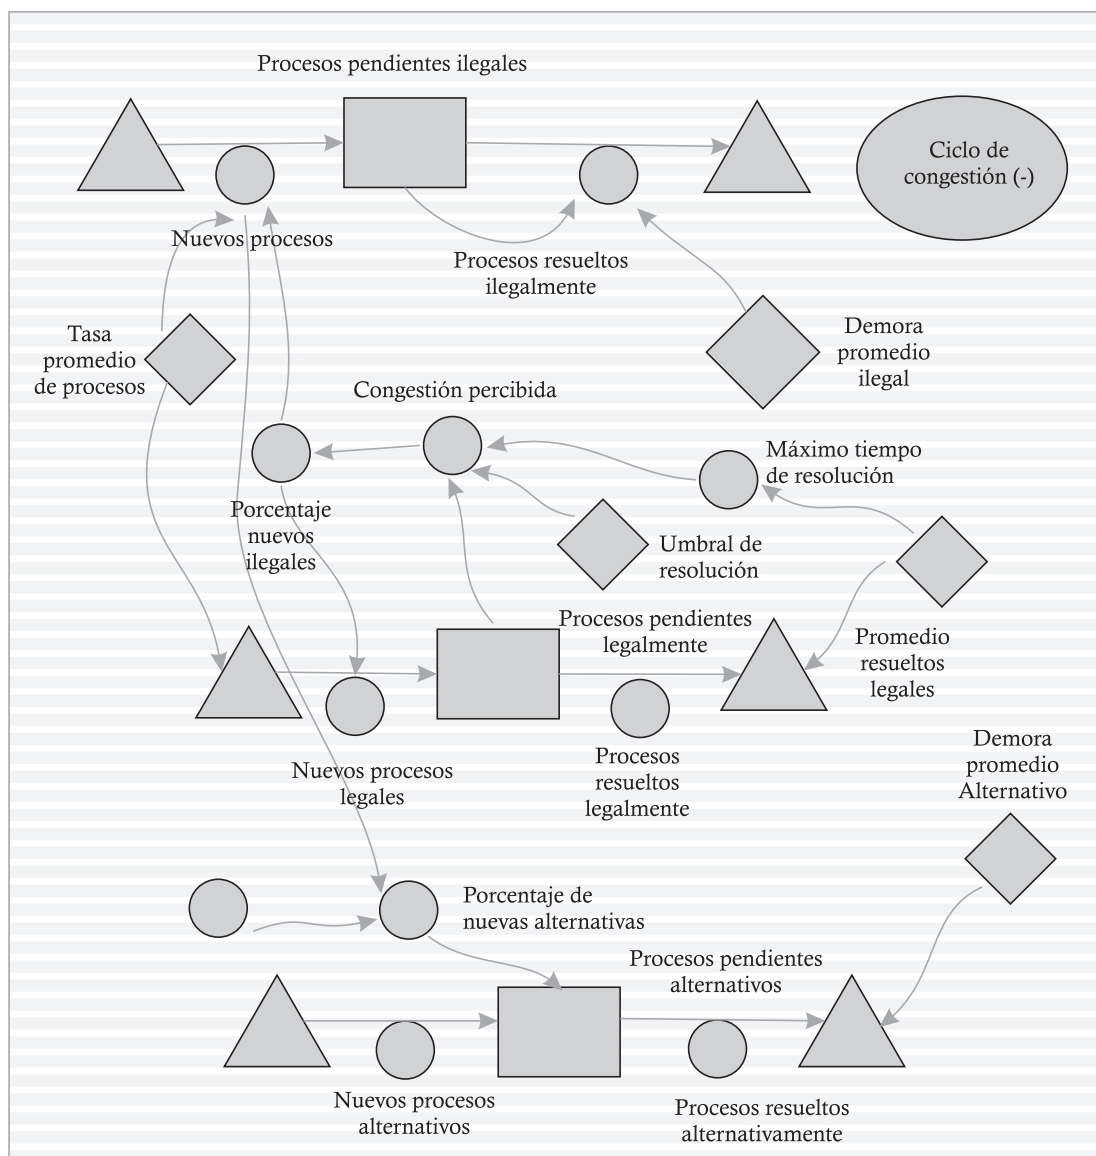 Procesos pendientes ilegales
Ciclo de
congestión (-)
Nuevos procesos
Procesos resueltos
ilegalmente
Tasa
promedio
de procesos
Demora
promedio
ilegal
Congestión percibida
Máximo tiempo
de resolución
Porcentaje
nuevos
ilegales
Umbral de
resolución
Procesos pendientes
legalmente
Promedio
resueltos
legales
Nuevos procesos
legales
Procesos
resueltos
legalmente
Demora
promedio
Alternativo
Porcentaje de
nuevas alternativas
Procesos pendientes
alternativos
Nuevos procesos
alternativos
Procesos resueltos
alternativamente